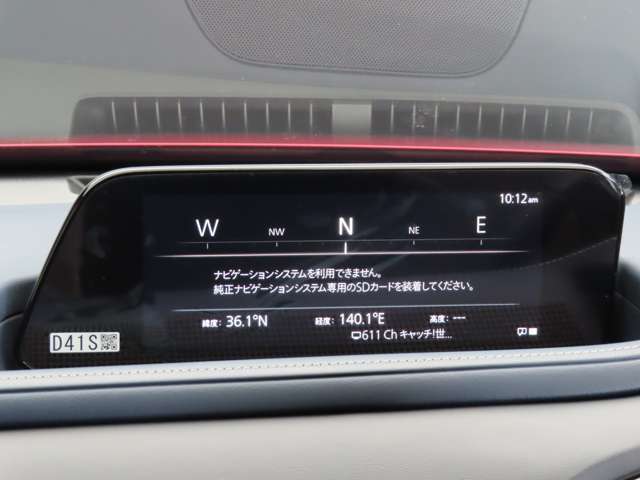 10:12am
W NW N NE E
ナビゲーションシステムを利用できません。
純正ナビゲーションシステム専用のSDカードを装着してください。
緯度: 36.1°N 経度: 140.1°E 高度: ---
611 Ch キャッチ!世...
D41S